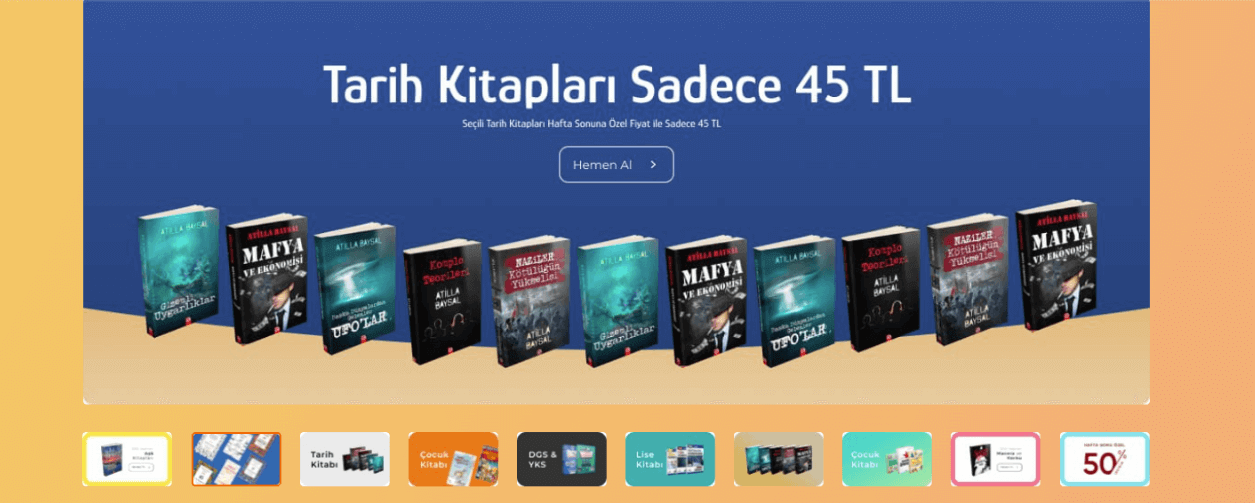 Tarih Kitapları Sadece 45 TL
Seçili Tarih Kitapları Hafta Sonuna Özel Fiyat ile Sadece 45 TL
Hemen Al
ATİLLA BAYSAL
Gizemli
Uygarlıklar
ATİLLA BAYSAL
MAFYA
VE EKONOMİSİ
ATİLLA BAYSAL
UFO'LAR
Komplo
Teorileri
ATİLLA
BAYSAL
NAZİLER
Kötülüğün
Yükselişi
ATİLLA
BAYSAL
ATİLLA BAYSAL
Gizemli
Uygarlıklar
ATİLLA BAYSAL
MAFYA
VE EKONOMİSİ
ATİLLA BAYSAL
UFO'LAR
Komplo
Teorileri
ATİLLA
BAYSAL
NAZİLER
Kötülüğün
Yükselişi
ATİLLA
BAYSAL
ATİLLA BAYSAL
MAFYA
VE EKONOMİSİ
Tarih
Kitabı
Çocuk
Kitabı
DGS &
YKS
Lise
Kitabı
Çocuk
Kitabı
HAFTA SONU ÖZEL
50%